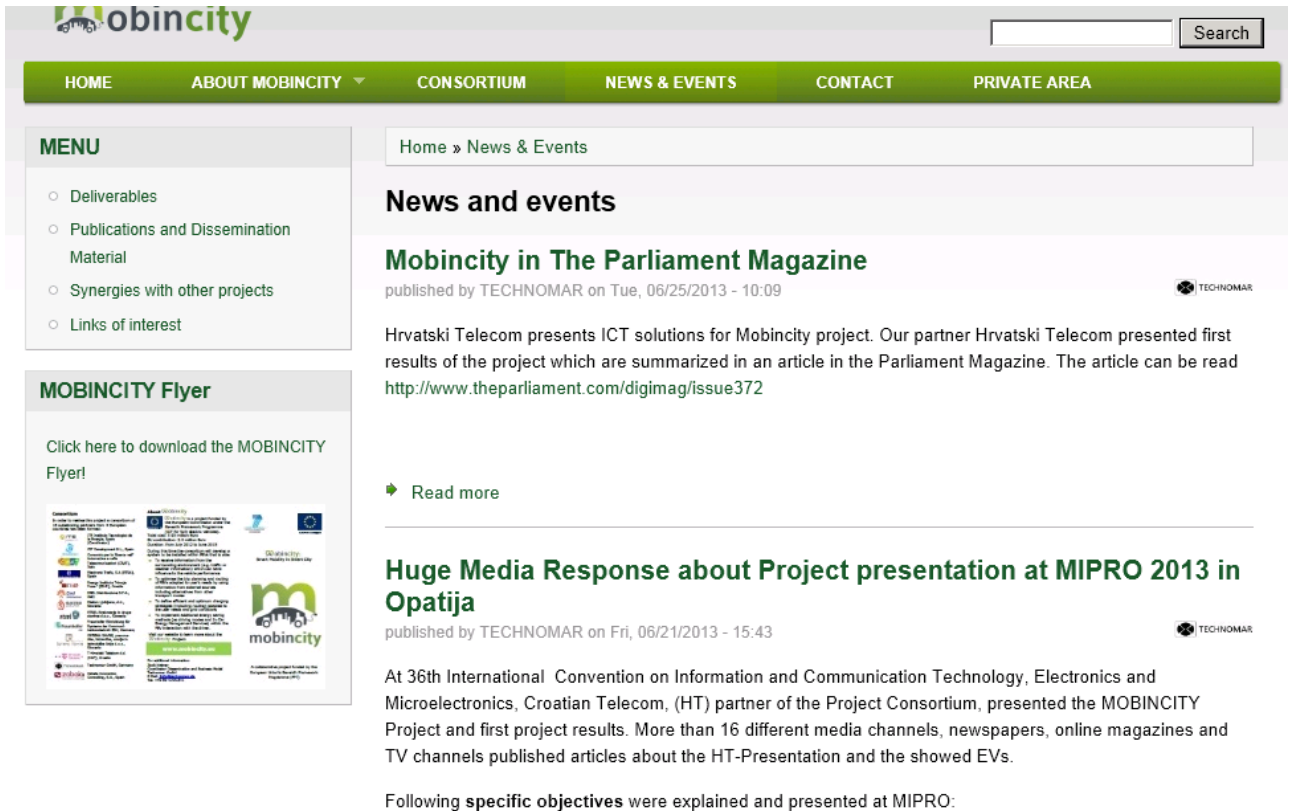 mobincity
Search
HOME
ABOUT MOBINCITY
CONSORTIUM
NEWS & EVENTS
CONTACT
PRIVATE AREA
MENU
Deliverables
Publications and Dissemination
Material
Synergies with other projects
Links of interest
MOBINCITY Flyer
Click here to download the MOBINCITY
Flyer!
mobincity
Home » News & Events
News and events
Mobincity in The Parliament Magazine
published by TECHNOMAR on Tue, 06/25/2013 - 10:09
TECHNOMAR
Hrvatski Telecom presents ICT solutions for Mobincity project. Our partner Hrvatski Telecom presented first
results of the project which are summarized in an article in the Parliament Magazine. The article can be read
http://www.theparliament.com/digimag/issue372
Read more
Huge Media Response about Project presentation at MIPRO 2013 in
Opatija
published by TECHNOMAR on Fri, 06/21/2013 - 15:43
TECHNOMAR
At 36th International Convention on Information and Communication Technology, Electronics and
Microelectronics, Croatian Telecom, (HT) partner of the Project Consortium, presented the MOBINCITY
Project and first project results. More than 16 different media channels, newspapers, online magazines and
TV channels published articles about the HT-Presentation and the showed EVs.
Following specific objectives were explained and presented at MIPRO: